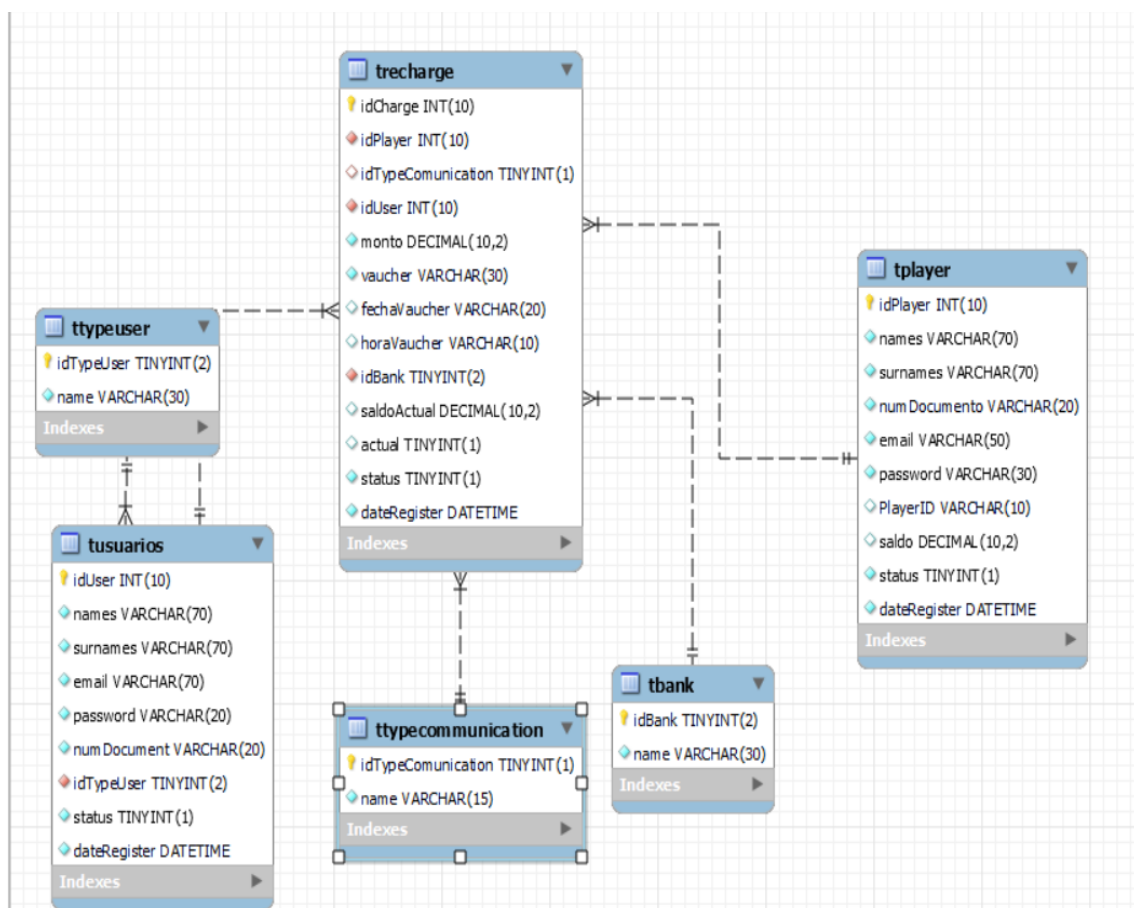 trecharge
idCharge INT(10)
idPlayer INT(10)
idTypeComunication TINYINT(1)
idUser INT(10)
monto DECIMAL(10,2)
vaucher VARCHAR(30)
fechaVaucher VARCHAR(20)
horaVaucher VARCHAR(10)
idBank TINYINT(2)
saldoActual DECIMAL(10,2)
actual TINYINT(1)
status TINYINT(1)
dateRegister DATETIME
Indexes
tplayer
idPlayer INT(10)
names VARCHAR(70)
surnames VARCHAR(70)
numDocumento VARCHAR(20)
email VARCHAR(50)
password VARCHAR(30)
PlayerID VARCHAR(10)
saldo DECIMAL(10,2)
status TINYINT(1)
dateRegister DATETIME
Indexes
ttypeuser
idTypeUser TINYINT(2)
name VARCHAR(30)
Indexes
tusuarios
idUser INT(10)
names VARCHAR(70)
surnames VARCHAR(70)
email VARCHAR(70)
password VARCHAR(20)
numDocument VARCHAR(20)
idTypeUser TINYINT(2)
status TINYINT(1)
dateRegister DATETIME
Indexes
ttypecommunication
idTypeComunication TINYINT(1)
name VARCHAR(15)
Indexes
tbank
idBank TINYINT(2)
name VARCHAR(30)
Indexes